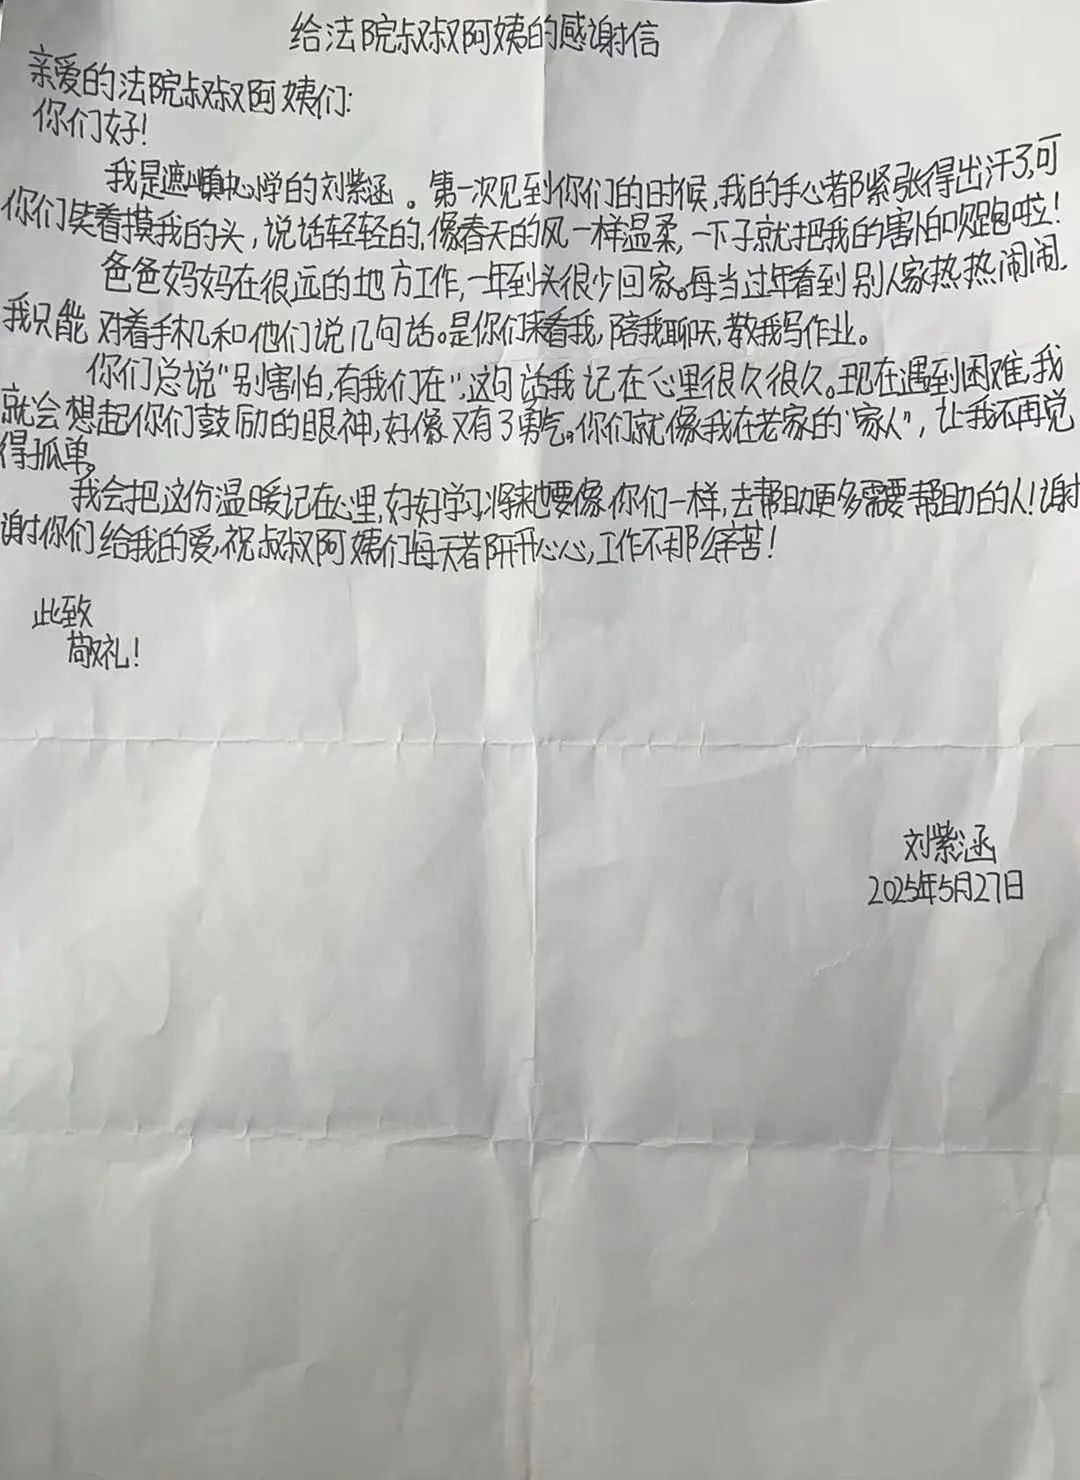 给法院叔叔阿姨的感谢信
亲爱的法院叔叔阿姨们:
你们好!
我是遮放镇中心小学的刘紫涵。第一次见到你们的时候,我的手心都紧张得出汗了,可
你们笑着摸我的头,说话轻轻的,像春天的风一样温柔,一下子就把我的害怕吹跑啦!
爸爸妈妈在很远的地方工作,一年到头很少回家。每当过年看到别人家热热闹闹,
我只能对着手机和他们说几句话。是你们来看我,陪我聊天,教我写作业。
你们总说“别害怕,有我们在”,这句话我记在心里很久很久。现在遇到困难,我
就会想起你们鼓励的眼神,好像又有了勇气。你们就像我在老家的“家人”,让我不再觉
得孤单。
我会把这份温暖记在心里,好好学习,将来也要像你们一样,去帮助更多需要帮助的人!谢
谢你们给我的爱,祝叔叔阿姨们每天都开开心心,工作不那么辛苦!
此致
敬礼!
刘紫涵
2025年5月27日